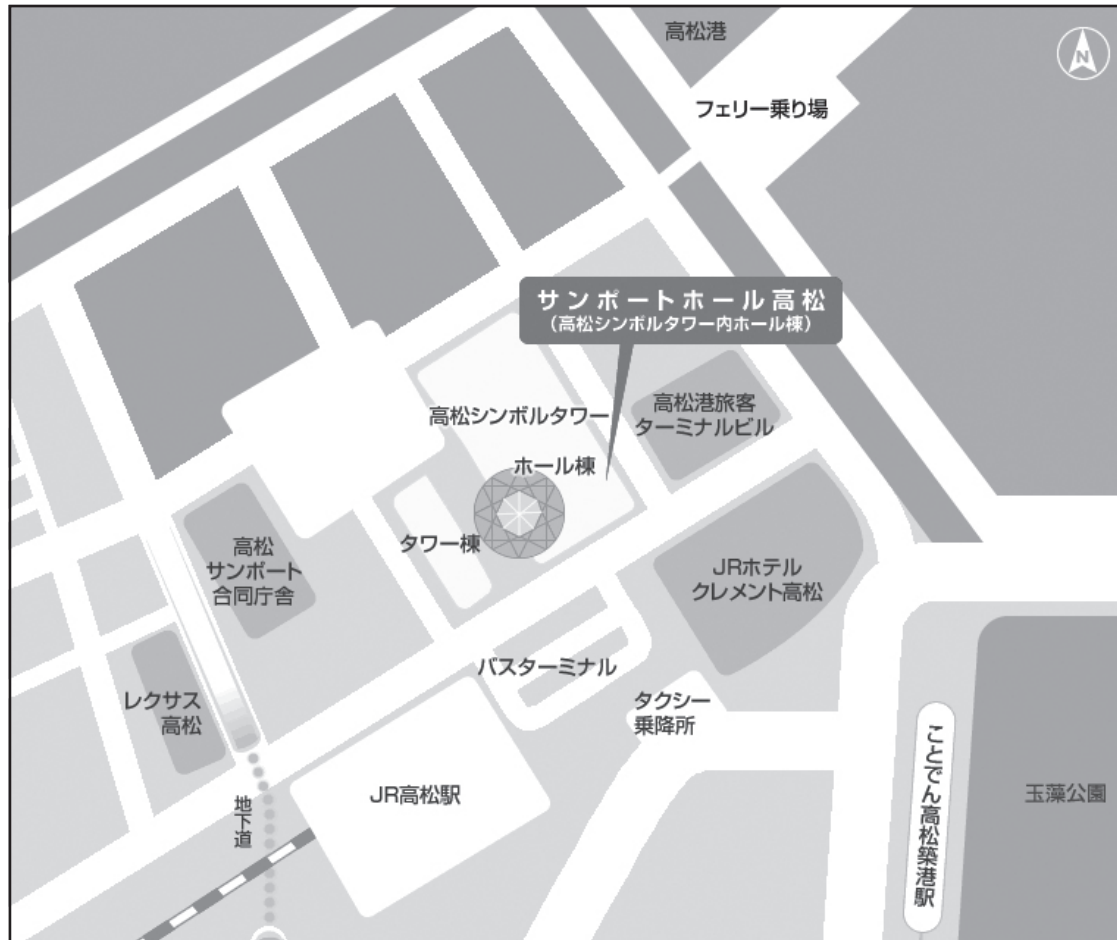 高松港
N
フェリー乗り場
サンポートホール高松
(高松シンボルタワー内ホール棟)
高松シンボルタワー
高松港旅客
ターミナルビル
ホール棟
タワー棟
高松
サンポート
合同庁舎
JRホテル
クレメント高松
バスターミナル
レクサス
高松
タクシー
乗降所
地下道
JR高松駅
ことでん高松築港駅
玉藻公園